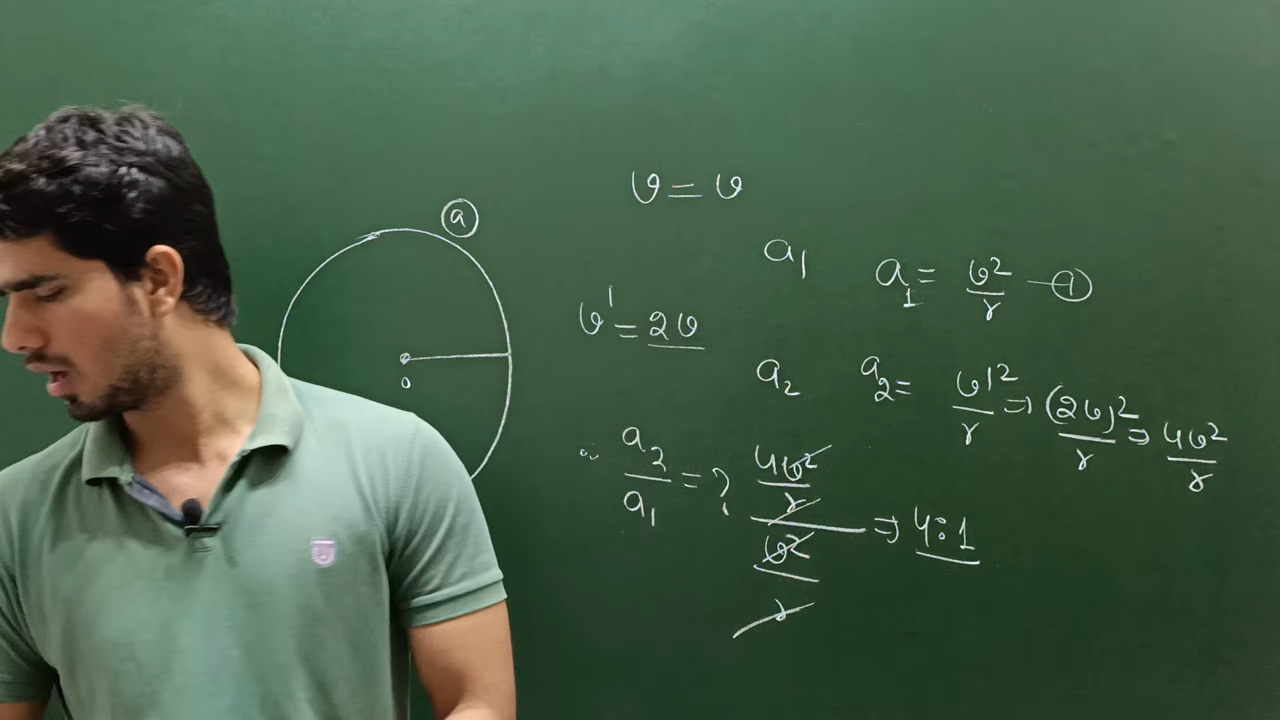 v = v
a
a₁ a₁ = v²/r —①
v' = 2v
o
a₂ a₂ = v'²/r ⇒ (2v)²/r ⇒ 4v²/r
∴ a₂/a₁ = ? (4v²/r)/(v²/r) ⇒ 4:1